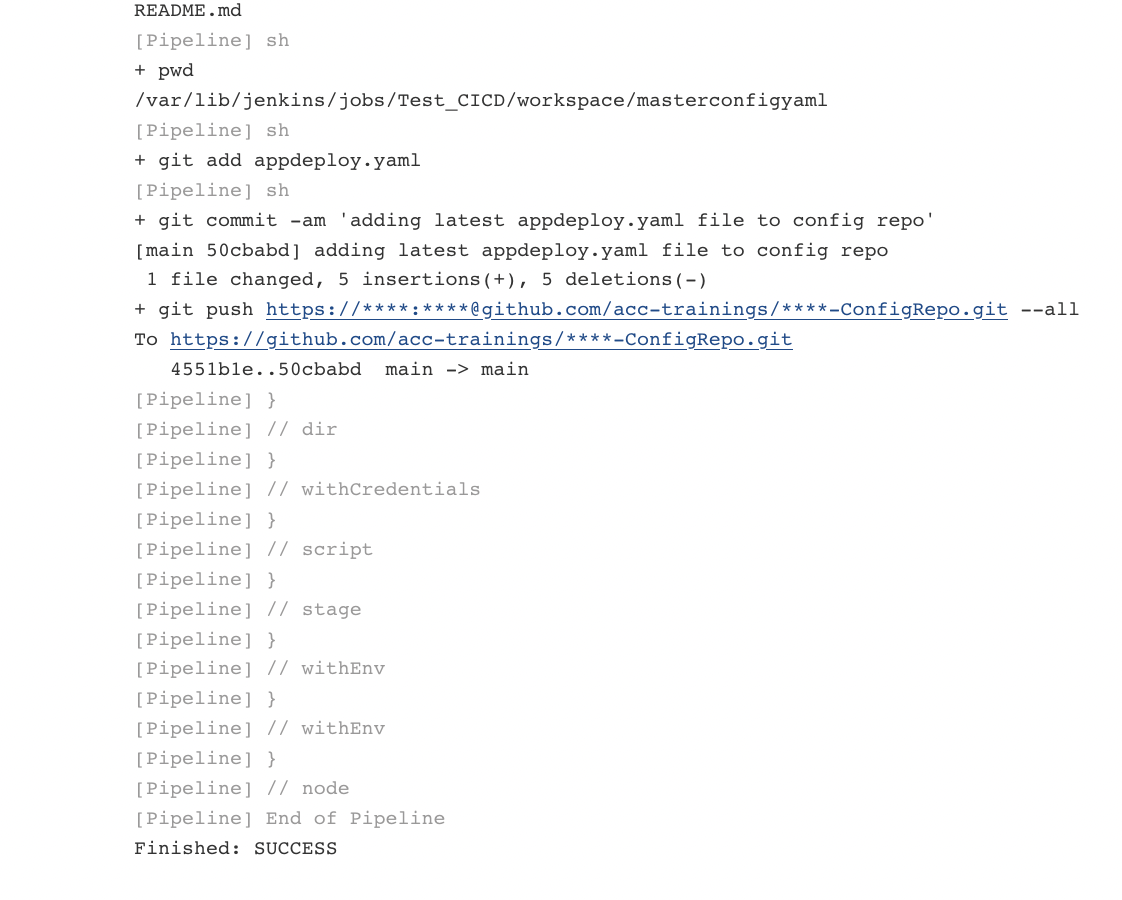 README.md
[Pipeline] sh
+ pwd
/var/lib/jenkins/jobs/Test_CICD/workspace/masterconfigyaml
[Pipeline] sh
+ git add appdeploy.yaml
[Pipeline] sh
+ git commit -am 'adding latest appdeploy.yaml file to config repo'
[main 50cbabd] adding latest appdeploy.yaml file to config repo
 1 file changed, 5 insertions(+), 5 deletions(-)
+ git push https://****:****@github.com/acc-trainings/****-ConfigRepo.git --all
To https://github.com/acc-trainings/****-ConfigRepo.git
   4551b1e..50cbabd  main -> main
[Pipeline] }
[Pipeline] // dir
[Pipeline] }
[Pipeline] // withCredentials
[Pipeline] }
[Pipeline] // script
[Pipeline] }
[Pipeline] // stage
[Pipeline] }
[Pipeline] // withEnv
[Pipeline] }
[Pipeline] // withEnv
[Pipeline] }
[Pipeline] // node
[Pipeline] End of Pipeline
Finished: SUCCESS